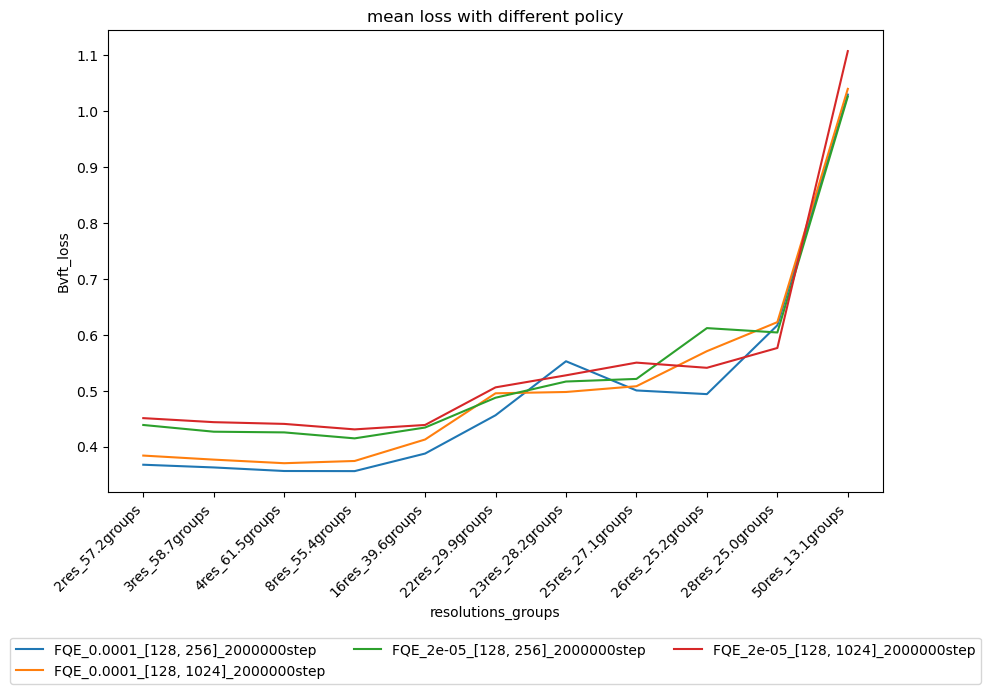 mean loss with different policy
Bvft_loss
1.1
1.0
0.9
0.8
0.7
0.6
0.5
0.4
2res_57.2groups
3res_58.7groups
4res_61.5groups
8res_55.4groups
16res_39.6groups
22res_29.9groups
23res_28.2groups
25res_27.1groups
26res_25.2groups
28res_25.0groups
50res_13.1groups
resolutions_groups
FQE_0.0001_[128, 256]_2000000step
FQE_0.0001_[128, 1024]_2000000step
FQE_2e-05_[128, 256]_2000000step
FQE_2e-05_[128, 1024]_2000000step